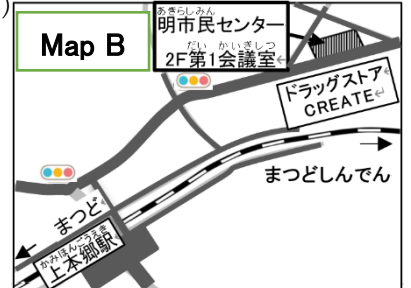 )
Map B
あきらしみん
明市民センター
だい かいぎしつ
2F第1会議室
ドラッグストア
CREATE
まつどしんでん
まつど
かみほんごうえき
上本郷駅